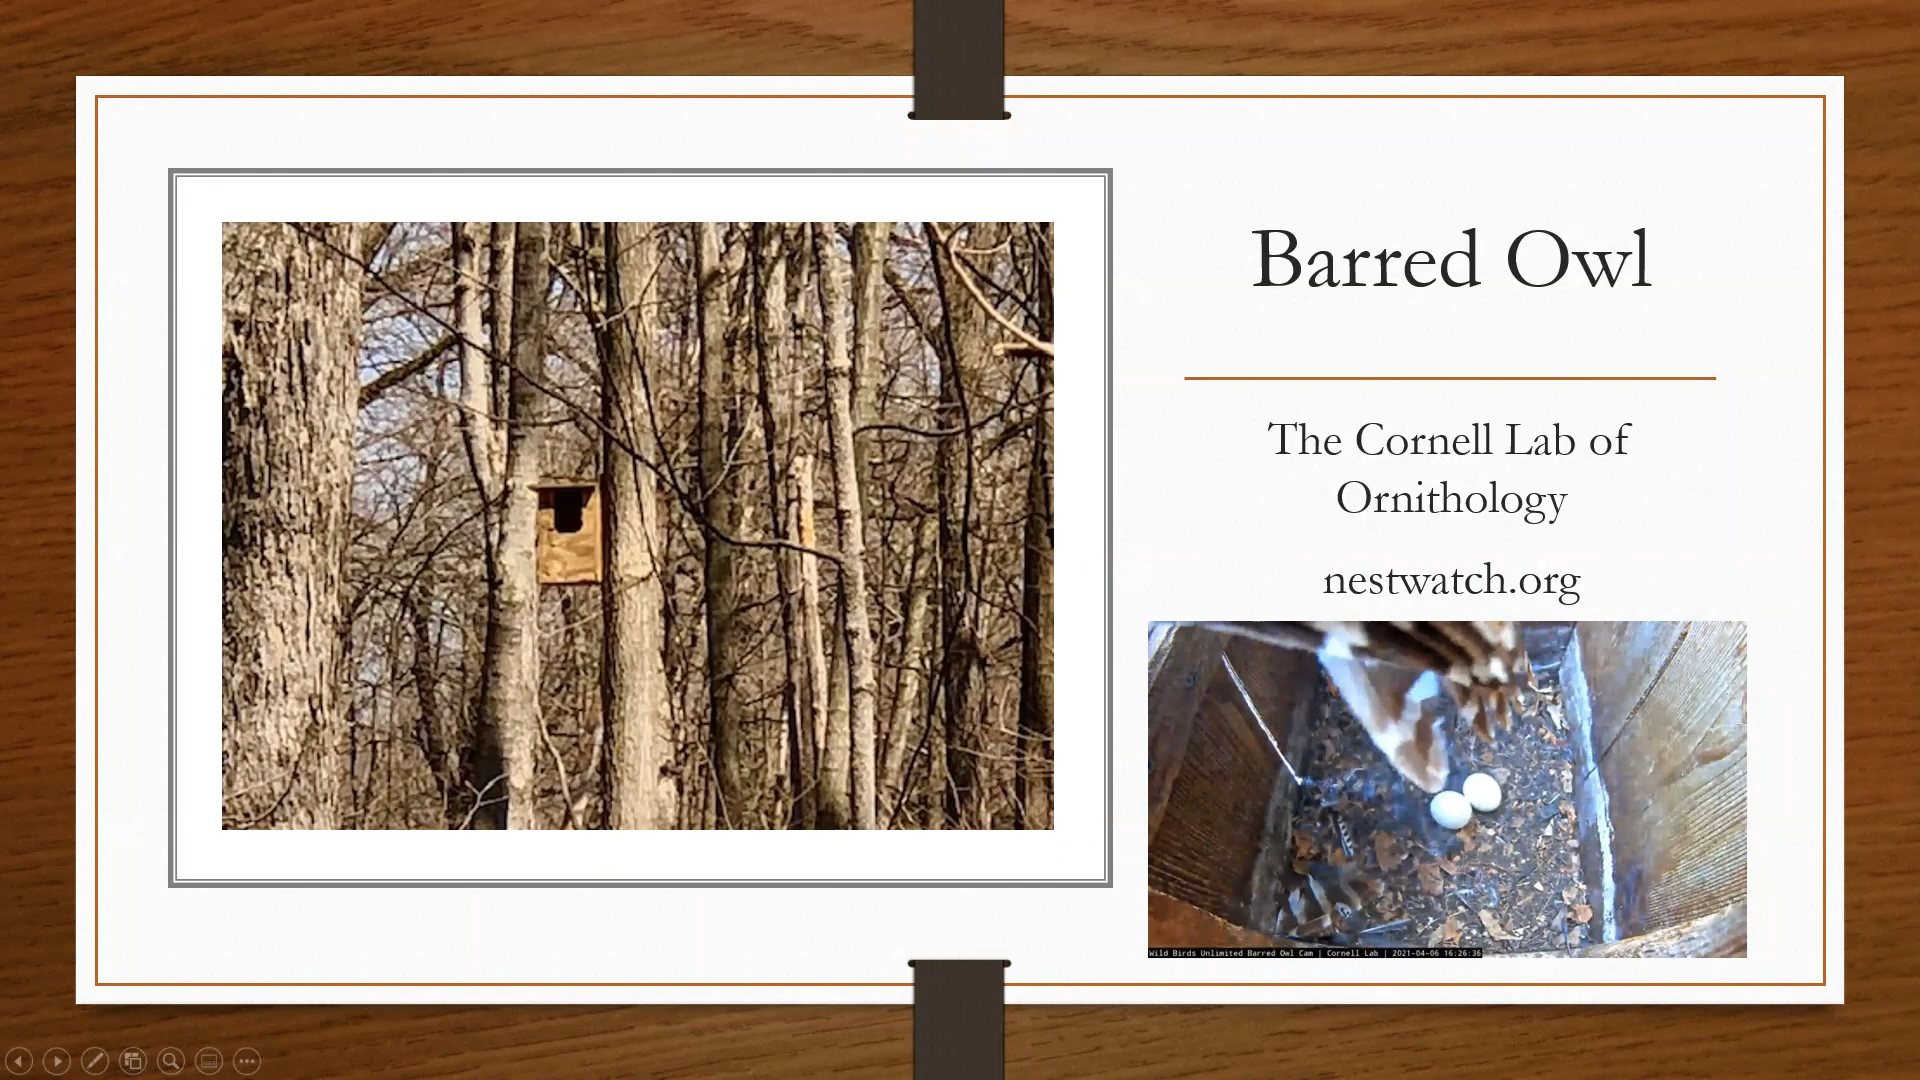 Barred Owl
The Cornell Lab of
Ornithology
nestwatch.org
Wild Birds Unlimited Barred Owl Cam | Cornell Lab | 2021-04-06 16:26:36